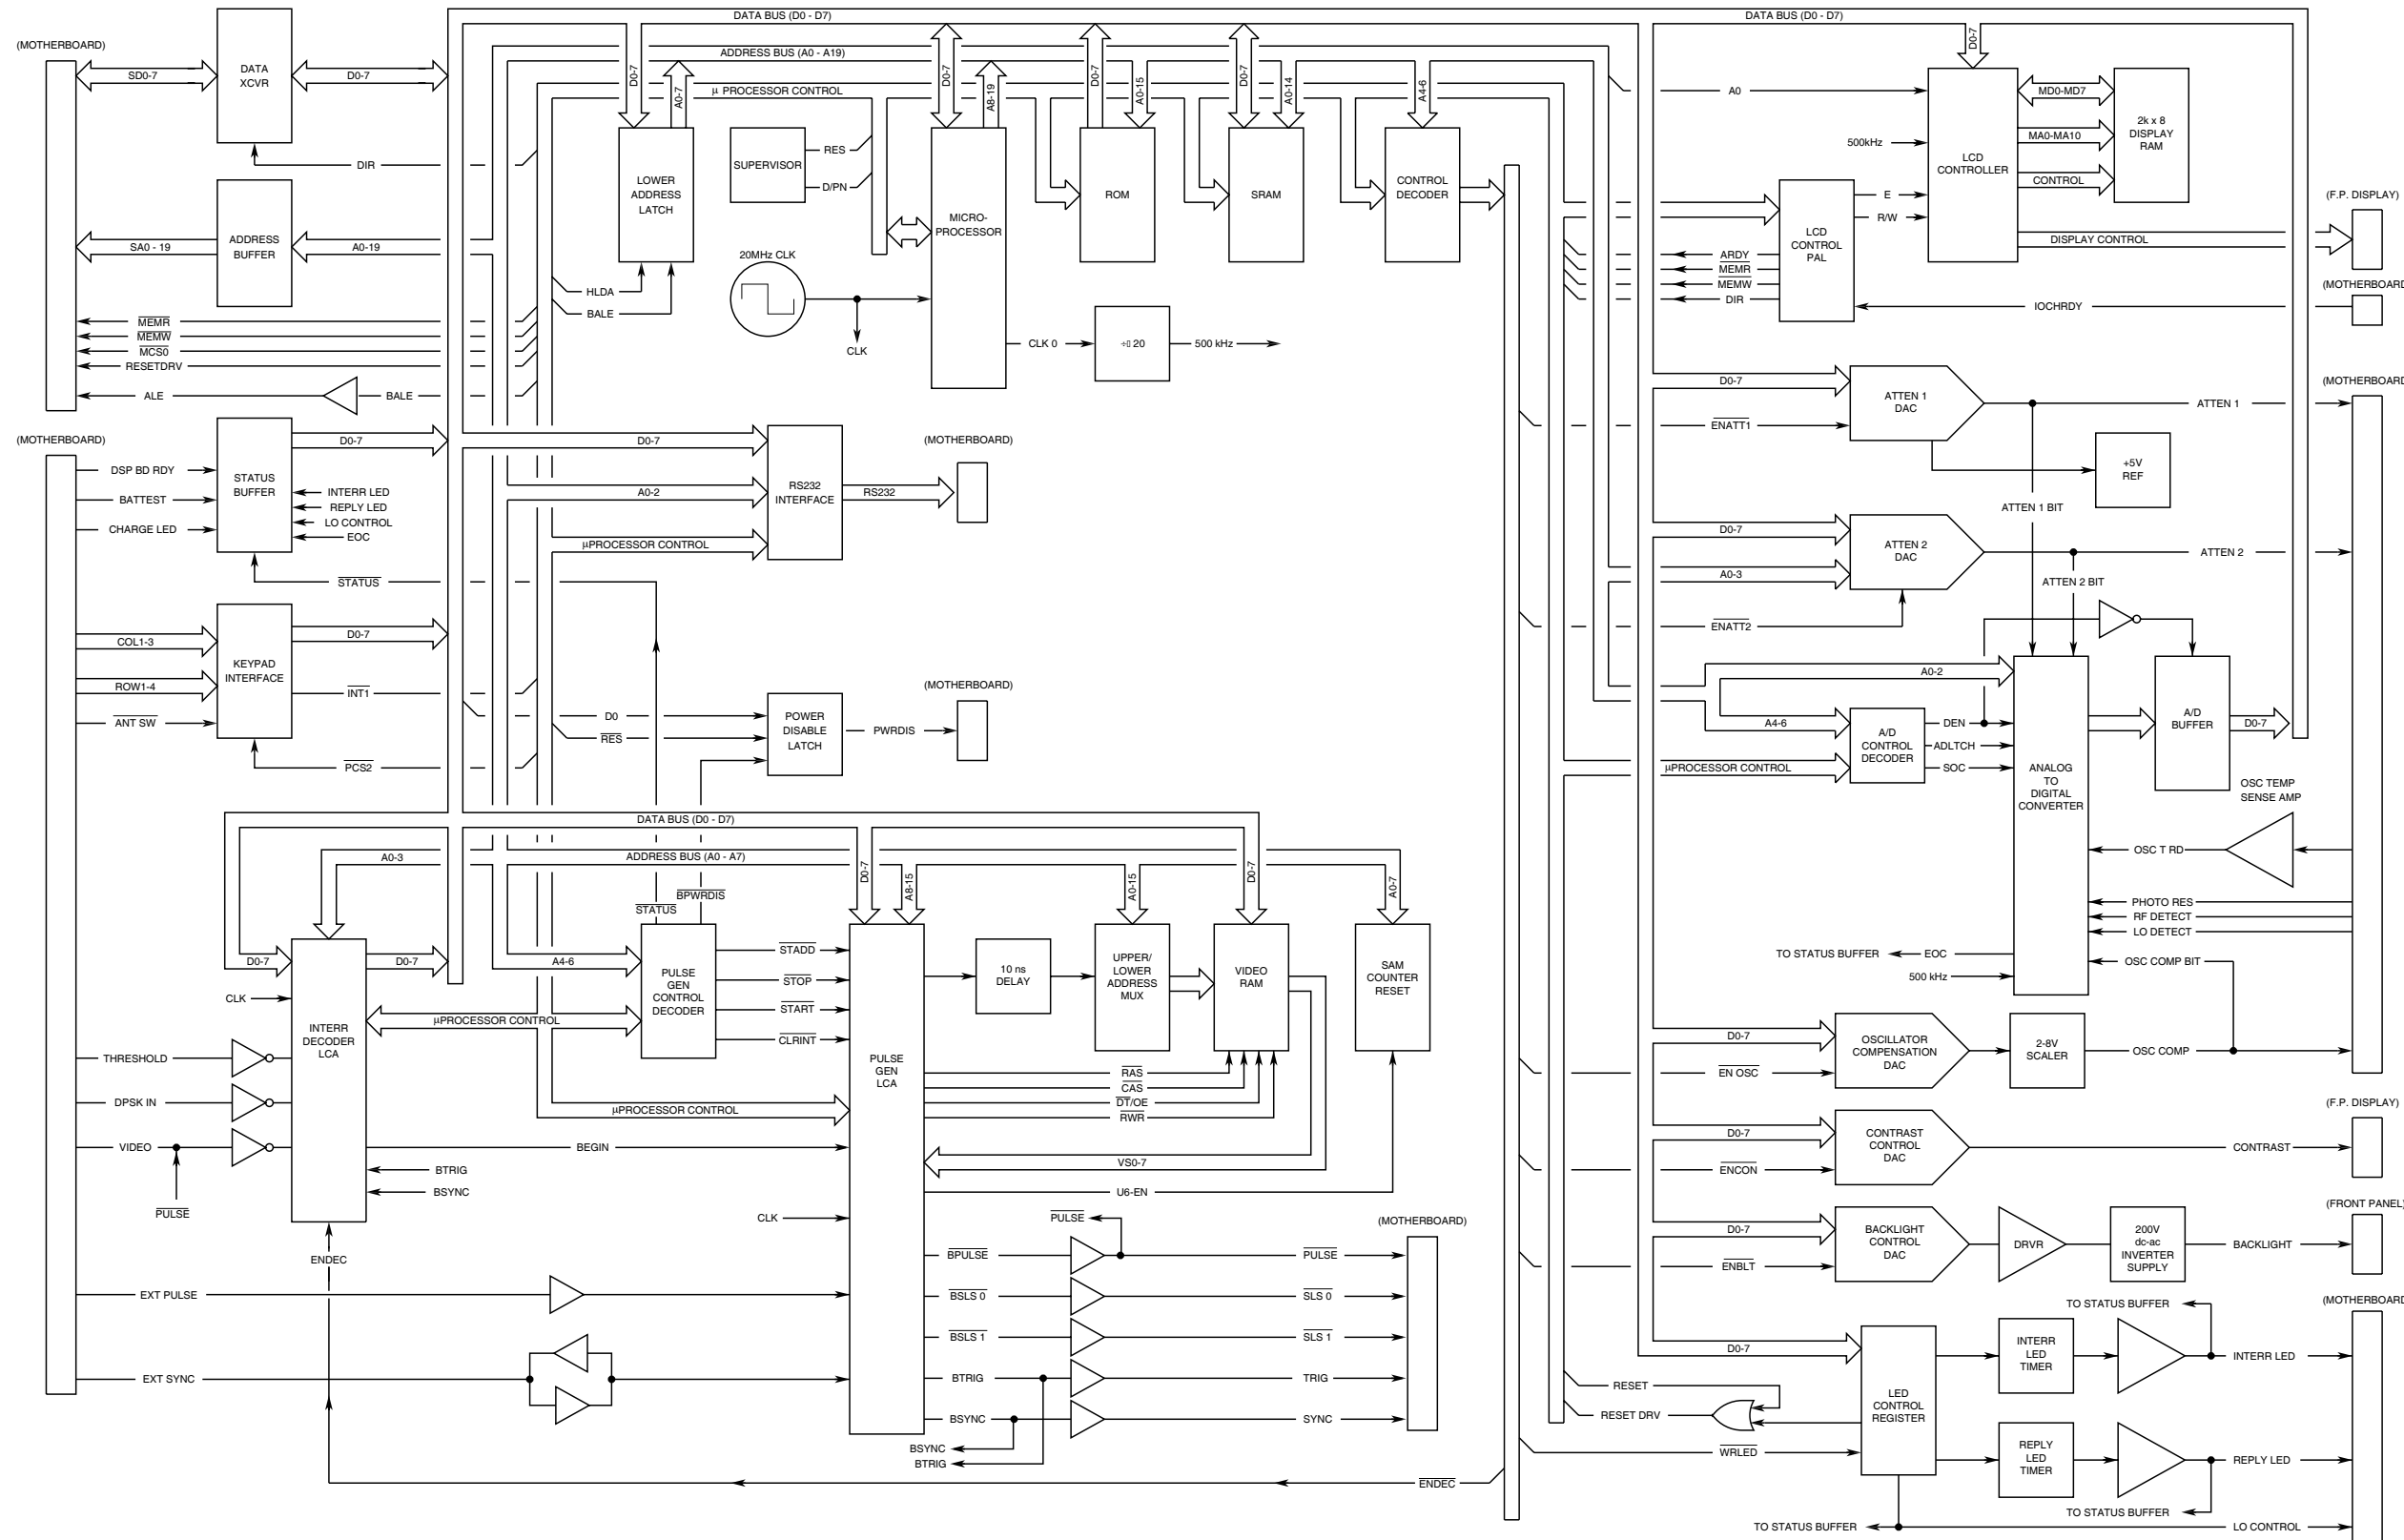 DATA BUS (D0 - D7)
DATA BUS (D0 - D7)
(MOTHERBOARD)
SD0-7
DATA
XCVR
D0-7
DIR
ADDRESS BUS (A0 - A19)
μ PROCESSOR CONTROL
D0-7
A0-7
D0-7
A8-19
D0-7
A0-15
D0-7
A0-14
A4-6
SA0 - 19
ADDRESS
BUFFER
A0-19
MEMR
MEMW
MCS0
RESETDRV
ALE
BALE
LOWER
ADDRESS
LATCH
HLDA
BALE
SUPERVISOR
RES
D/PN
20MHz CLK
CLK
MICRO-
PROCESSOR
CLK 0
÷ 20
500 kHz
ROM
SRAM
CONTROL
DECODER
A0
500kHz
D0-7
LCD
CONTROLLER
MD0-MD7
MA0-MA10
CONTROL
2k x 8
DISPLAY
RAM
(F.P. DISPLAY)
DISPLAY CONTROL
E
R/W
LCD
CONTROL
PAL
ARDY
MEMR
MEMW
DIR
(MOTHERBOARD
IOCHRDY
(MOTHERBOARD)
DSP BD RDY
BATTEST
CHARGE LED
STATUS
BUFFER
D0-7
INTERR LED
REPLY LED
LO CONTROL
EOC
STATUS
COL1-3
ROW1-4
ANT SW
KEYPAD
INTERFACE
D0-7
INT1
PCS2
D0-7
A0-2
μPROCESSOR CONTROL
RS232
INTERFACE
RS232
(MOTHERBOARD)
D0
RES
POWER
DISABLE
LATCH
PWRDIS
(MOTHERBOARD)
D0-7
ENATT1
ATTEN 1
DAC
ATTEN 1
(MOTHERBOARD
+5V
REF
ATTEN 1 BIT
D0-7
A0-3
ENATT2
ATTEN 2
DAC
ATTEN 2
ATTEN 2 BIT
A0-2
A4-6
μPROCESSOR CONTROL
A/D
CONTROL
DECODER
DEN
ADLTCH
SOC
ANALOG
TO
DIGITAL
CONVERTER
A/D
BUFFER
D0-7
OSC TEMP
SENSE AMP
OSC T RD
PHOTO RES
RF DETECT
LO DETECT
OSC COMP BIT
TO STATUS BUFFER
EOC
500 kHz
DATA BUS (D0 - D7)
ADDRESS BUS (A0 - A7)
A0-3
D0-7
D0-7
CLK
INTERR
DECODER
LCA
THRESHOLD
DPSK IN
VIDEO
PULSE
BTRIG
BSYNC
ENDEC
EXT PULSE
EXT SYNC
STATUS
BPWRDIS
A4-6
μPROCESSOR CONTROL
PULSE
GEN
CONTROL
DECODER
STADD
STOP
START
CLRINT
μPROCESSOR CONTROL
BEGIN
CLK
D0-7
A8-15
A0-15
D0-7
A0-7
PULSE
GEN
LCA
10 ns
DELAY
UPPER/
LOWER
ADDRESS
MUX
VIDEO
RAM
SAM
COUNTER
RESET
RAS
CAS
DT/OE
RWR
VS0-7
U6-EN
PULSE
(MOTHERBOARD)
BPULSE
PULSE
BSLS 0
SLS 0
BSLS 1
SLS 1
BTRIG
TRIG
BSYNC
SYNC
BSYNC
BTRIG
ENDEC
D0-7
EN OSC
OSCILLATOR
COMPENSATION
DAC
2-8V
SCALER
OSC COMP
D0-7
ENCON
CONTRAST
CONTROL
DAC
CONTRAST
(F.P. DISPLAY)
D0-7
ENBLT
BACKLIGHT
CONTROL
DAC
DRVR
200V
dc-ac
INVERTER
SUPPLY
BACKLIGHT
(FRONT PANEL)
D0-7
RESET
RESET DRV
WRLED
LED
CONTROL
REGISTER
INTERR
LED
TIMER
TO STATUS BUFFER
INTERR LED
(MOTHERBOARD
REPLY
LED
TIMER
REPLY LED
TO STATUS BUFFER
TO STATUS BUFFER
LO CONTROL